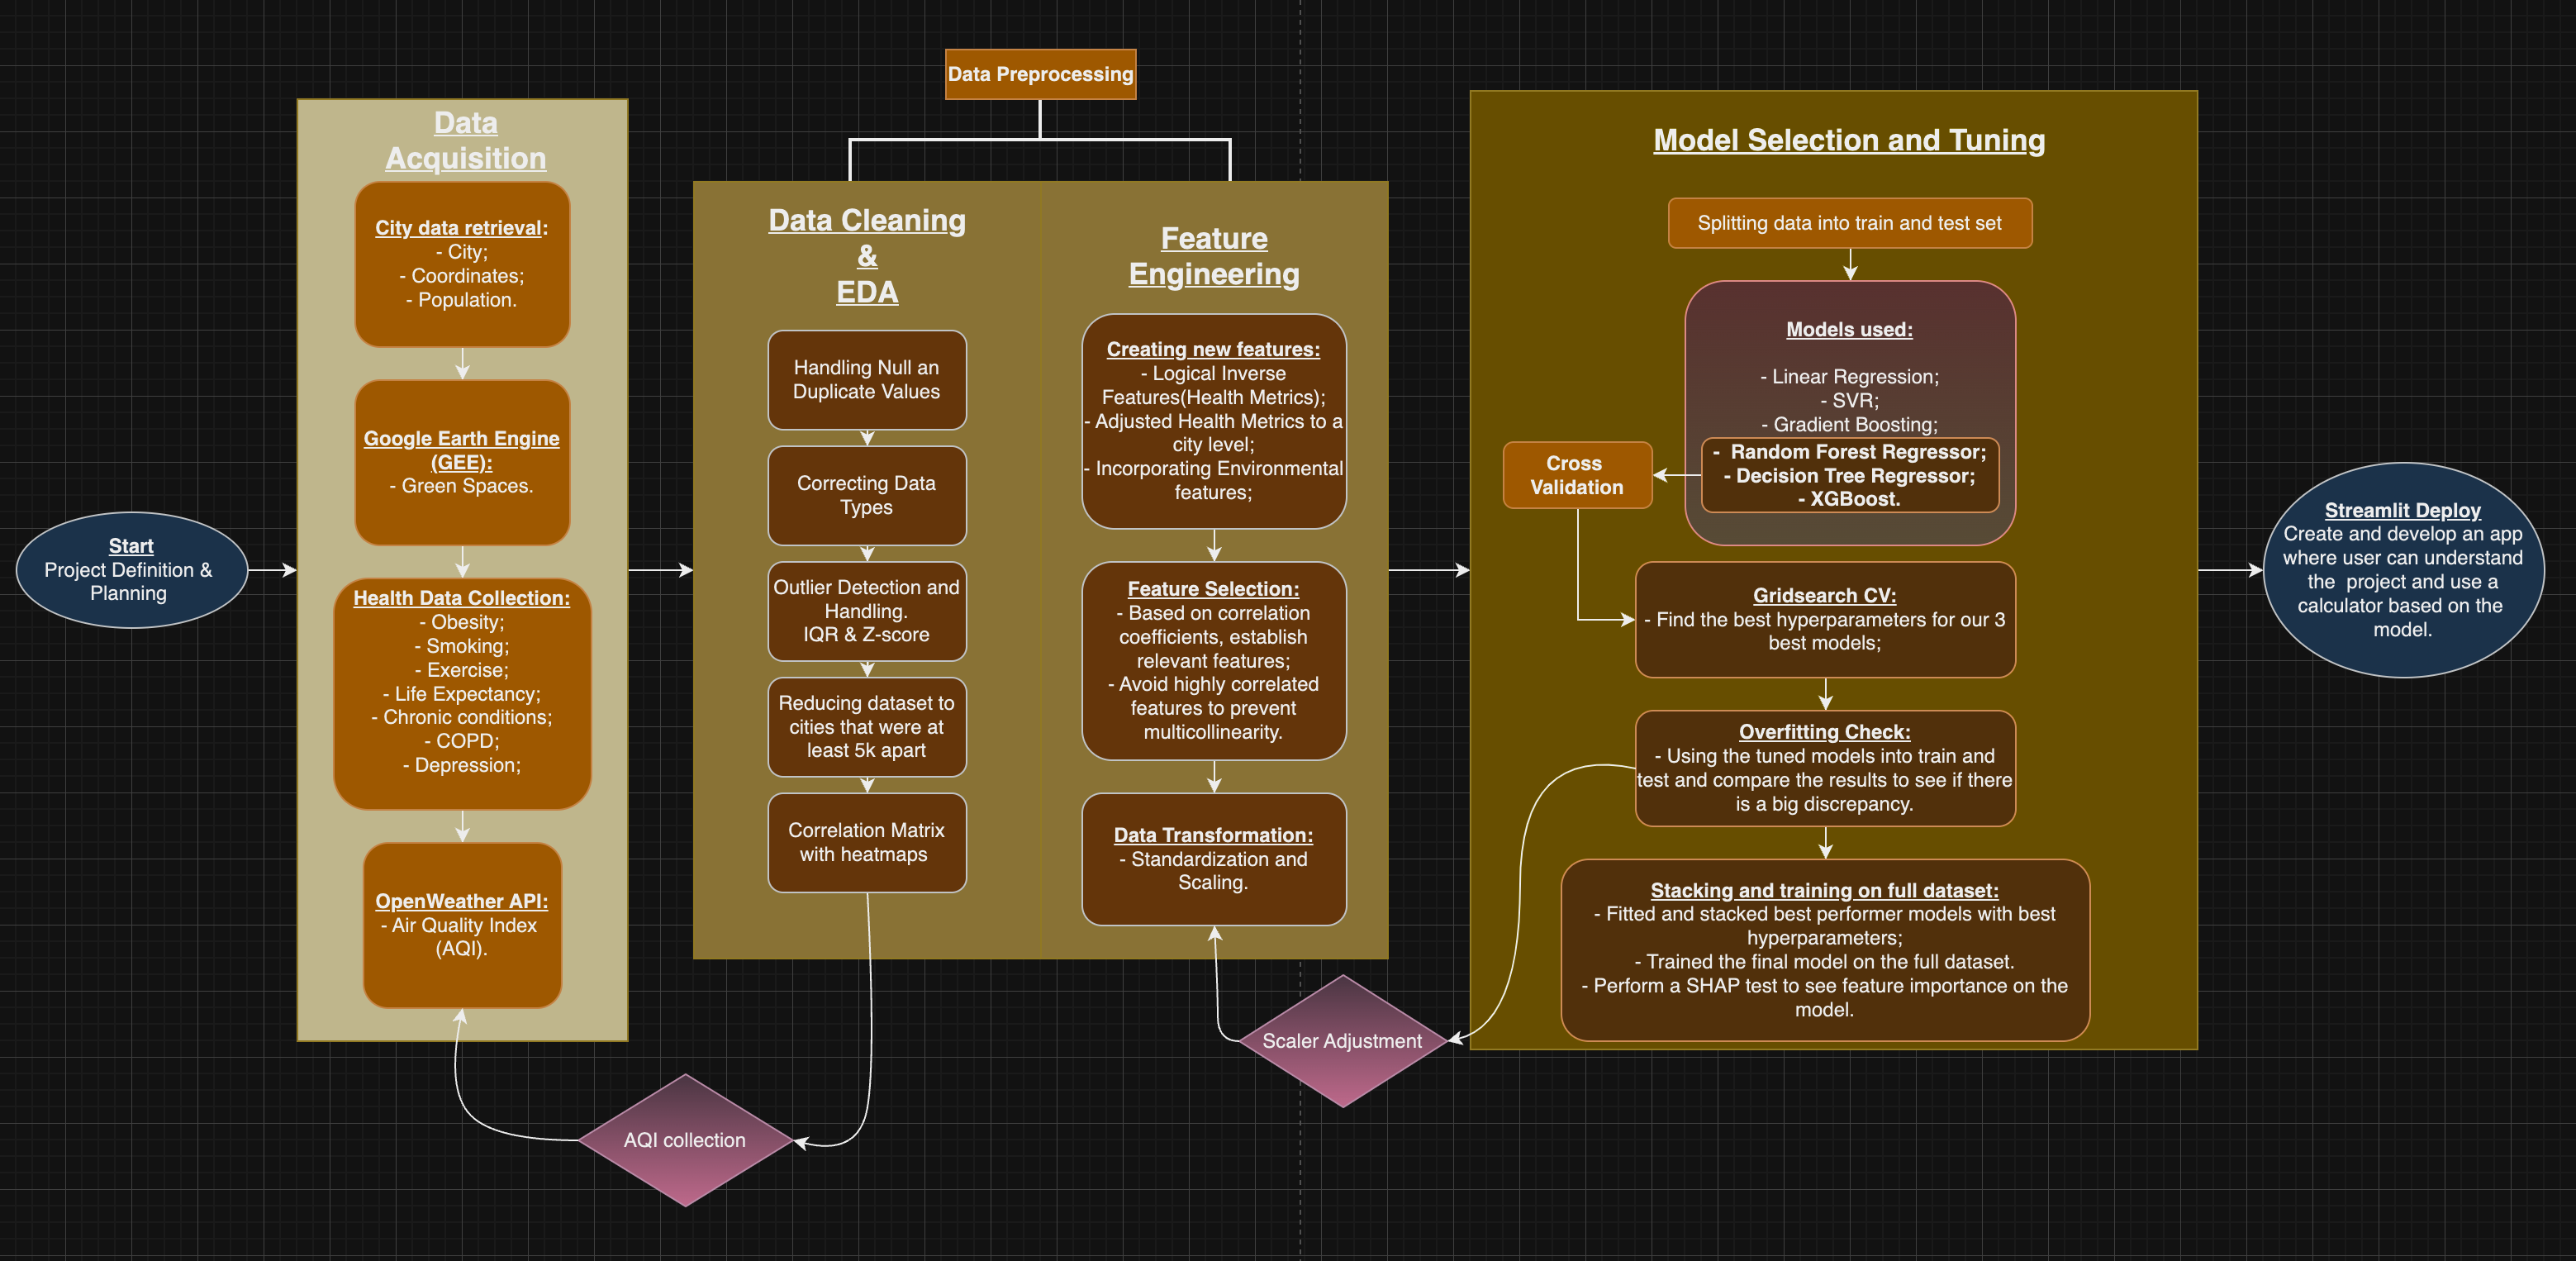 Start
Project Definition &
Planning
Data
Acquisition
City data retrieval:
- City;
- Coordinates;
- Population.
Google Earth Engine
(GEE):
- Green Spaces.
Health Data Collection:
- Obesity;
- Smoking;
- Exercise;
- Life Expectancy;
- Chronic conditions;
- COPD;
- Depression;
OpenWeather API:
- Air Quality Index
(AQI).
AQI collection
Data Preprocessing
Data Cleaning
&
EDA
Handling Null an
Duplicate Values
Correcting Data
Types
Outlier Detection and
Handling.
IQR & Z-score
Reducing dataset to
cities that were at
least 5k apart
Correlation Matrix
with heatmaps
Feature
Engineering
Creating new features:
- Logical Inverse
Features(Health Metrics);
- Adjusted Health Metrics to a
city level;
- Incorporating Environmental
features;
Feature Selection:
- Based on correlation
coefficients, establish
relevant features;
- Avoid highly correlated
features to prevent
multicollinearity.
Data Transformation:
- Standardization and
Scaling.
Scaler Adjustment
Model Selection and Tuning
Splitting data into train and test set
Models used:
- Linear Regression;
- SVR;
- Gradient Boosting;
- Random Forest Regressor;
- Decision Tree Regressor;
- XGBoost.
Cross
Validation
Gridsearch CV:
- Find the best hyperparameters for our 3
best models;
Overfitting Check:
- Using the tuned models into train and
test and compare the results to see if there
is a big discrepancy.
Stacking and training on full dataset:
- Fitted and stacked best performer models with best
hyperparameters;
- Trained the final model on the full dataset.
- Perform a SHAP test to see feature importance on the
model.
Streamlit Deploy
Create and develop an app
where user can understand
the project and use a
calculator based on the
model.